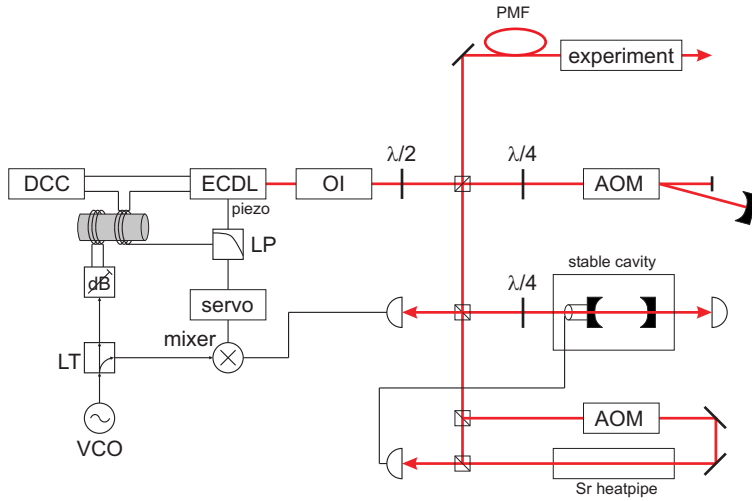 PMF
experiment
λ/2
λ/4
DCC
ECDL
OI
AOM
piezo
LP
stable cavity
dB
λ/4
servo
mixer
LT
AOM
VCO
Sr heatpipe